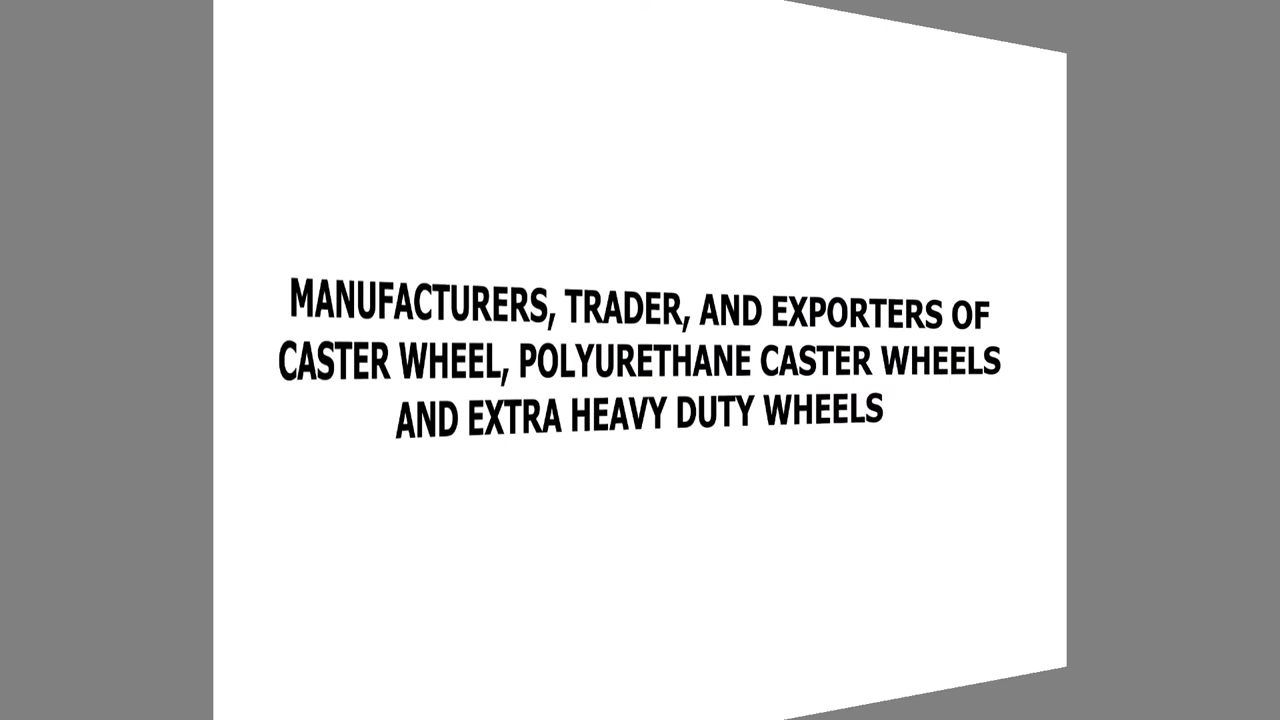 MANUFACTURERS, TRADER, AND EXPORTERS OF
CASTER WHEEL, POLYURETHANE CASTER WHEELS
AND EXTRA HEAVY DUTY WHEELS